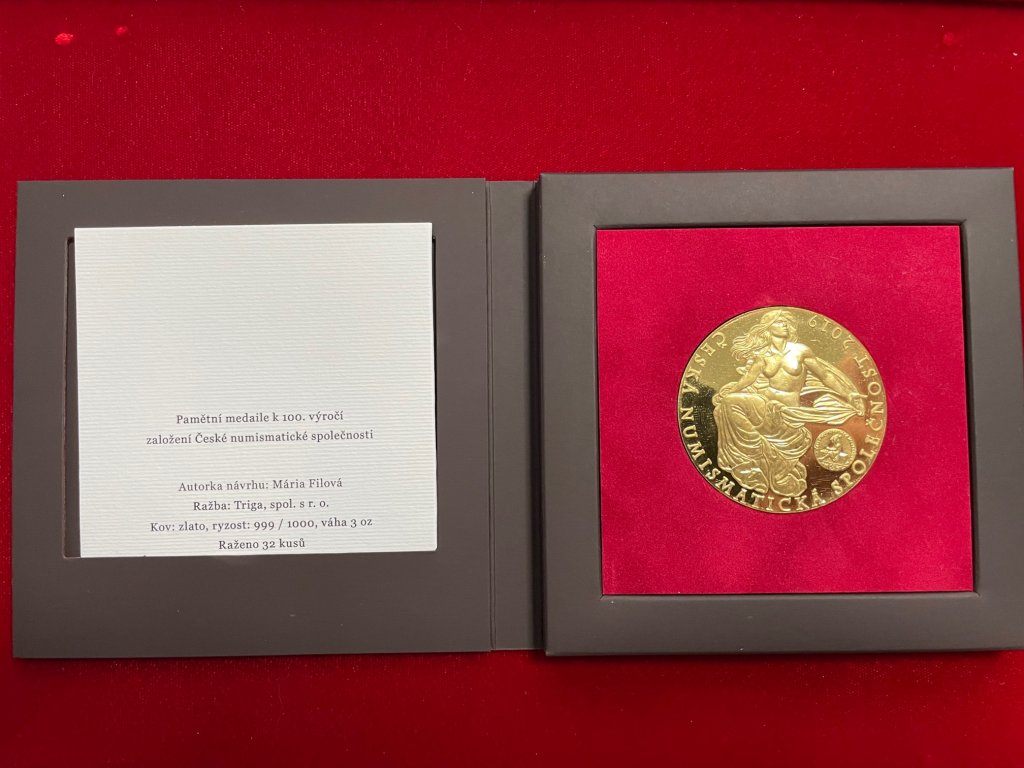 Pamětní medaile k 100. výročí
založení České numismatické společnosti
Autorka návrhu: Mária Filová
Ražba: Triga, spol. s r. o.
Kov: zlato, ryzost: 999 / 1000, váha 3 oz
Raženo 32 kusů
ČESKÁ NUMISMATICKÁ SPOLEČNOST 2019